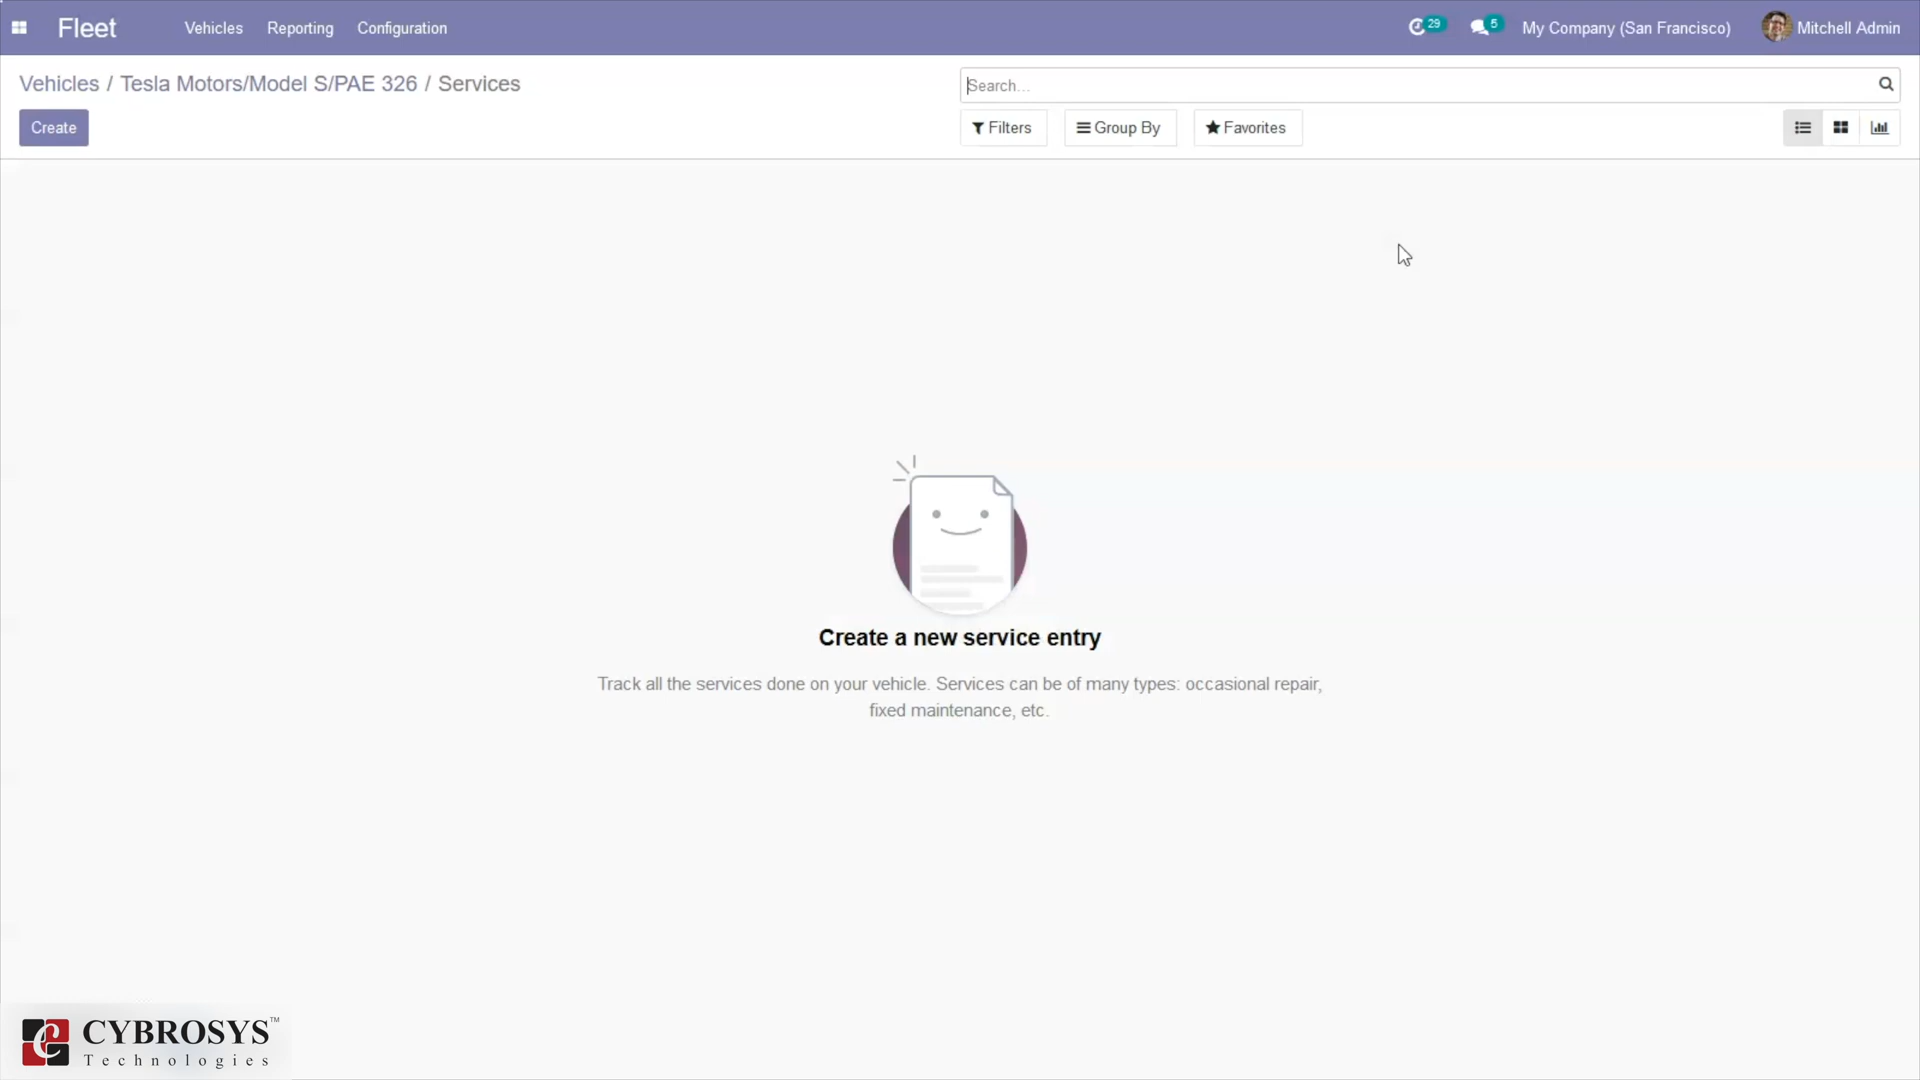 Fleet
Vehicles Reporting Configuration
29 5 My Company (San Francisco) Mitchell Admin
Vehicles / Tesla Motors/Model S/PAE 326 / Services
Search...
Create
Filters Group By Favorites
Create a new service entry
Track all the services done on your vehicle. Services can be of many types: occasional repair,
fixed maintenance, etc.
CYBROSYS™
Technologies